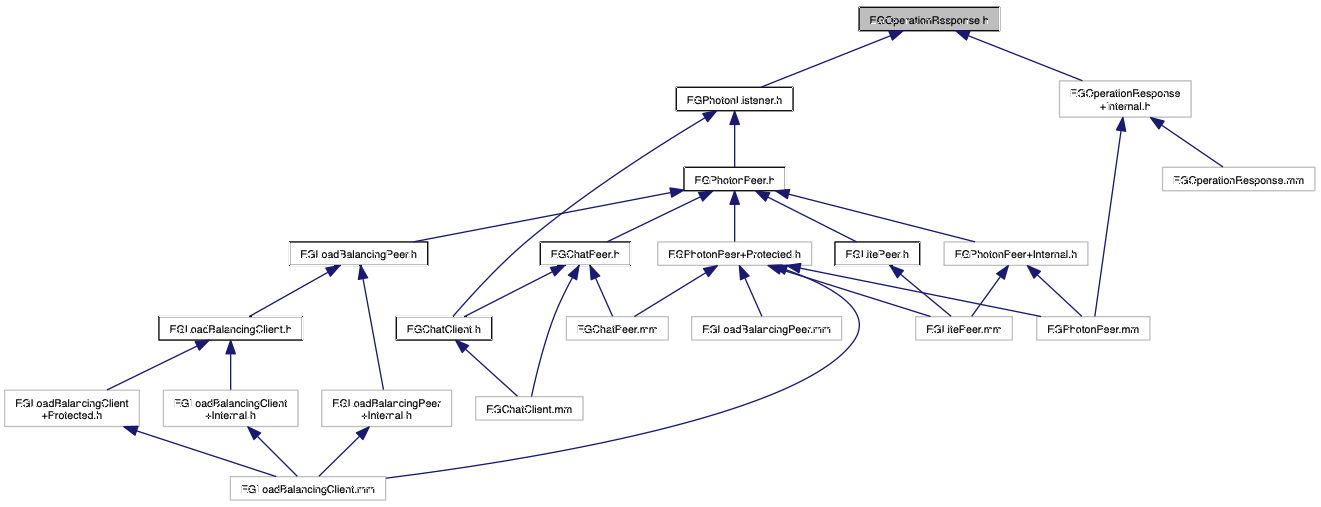 EGOperationResponse.h
EGPhotonListener.h
EGOperationResponse
+Internal.h
EGPhotonPeer.h
EGOperationResponse.mm
EGLoadBalancingPeer.h
EGChatPeer.h
EGPhotonPeer+Protected.h
EGLitePeer.h
EGPhotonPeer+Internal.h
EGLoadBalancingClient.h
EGChatClient.h
EGChatPeer.mm
EGLoadBalancingPeer.mm
EGLitePeer.mm
EGPhotonPeer.mm
EGLoadBalancingClient
+Protected.h
EGLoadBalancingClient
+Internal.h
EGLoadBalancingPeer
+Internal.h
EGChatClient.mm
EGLoadBalancingClient.mm